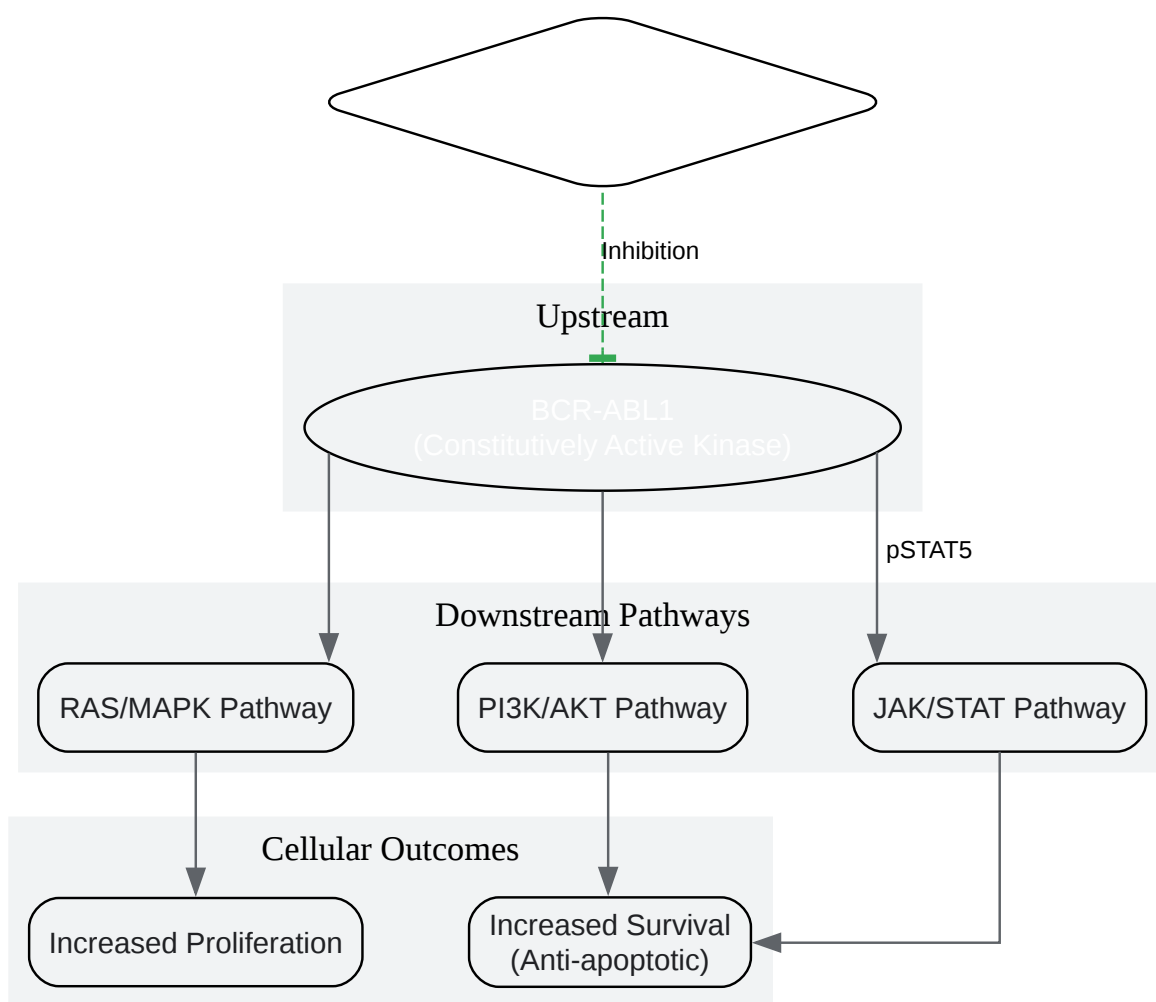 Inhibition
Upstream
BCR-ABL1
(Constitutively Active Kinase)
pSTAT5
Downstream Pathways
RAS/MAPK Pathway
PI3K/AKT Pathway
JAK/STAT Pathway
Cellular Outcomes
Increased Proliferation
Increased Survival
(Anti-apoptotic)